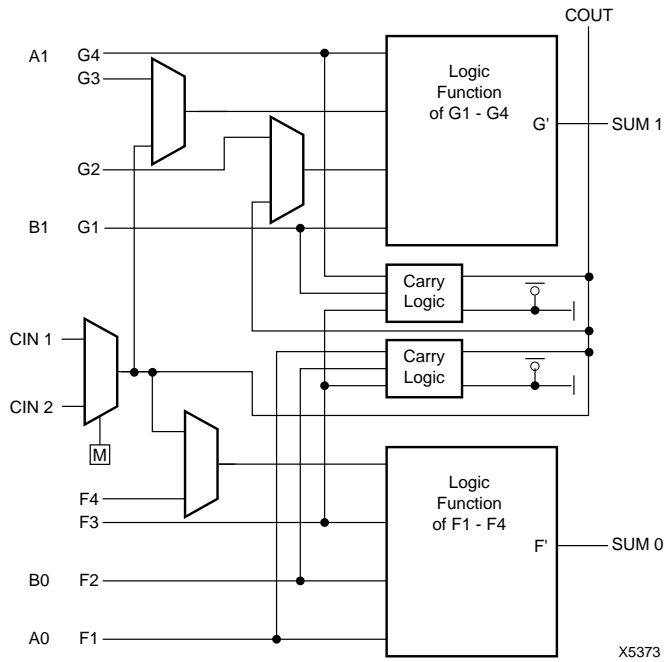 COUT
A1 G4
G3
Logic
Function
of G1 - G4
G'
SUM 1
G2
B1 G1
Carry
Logic
CIN 1
Carry
Logic
CIN 2
M
F4
Logic
Function
of F1 - F4
F3
F'
SUM 0
B0 F2
A0 F1
X5373